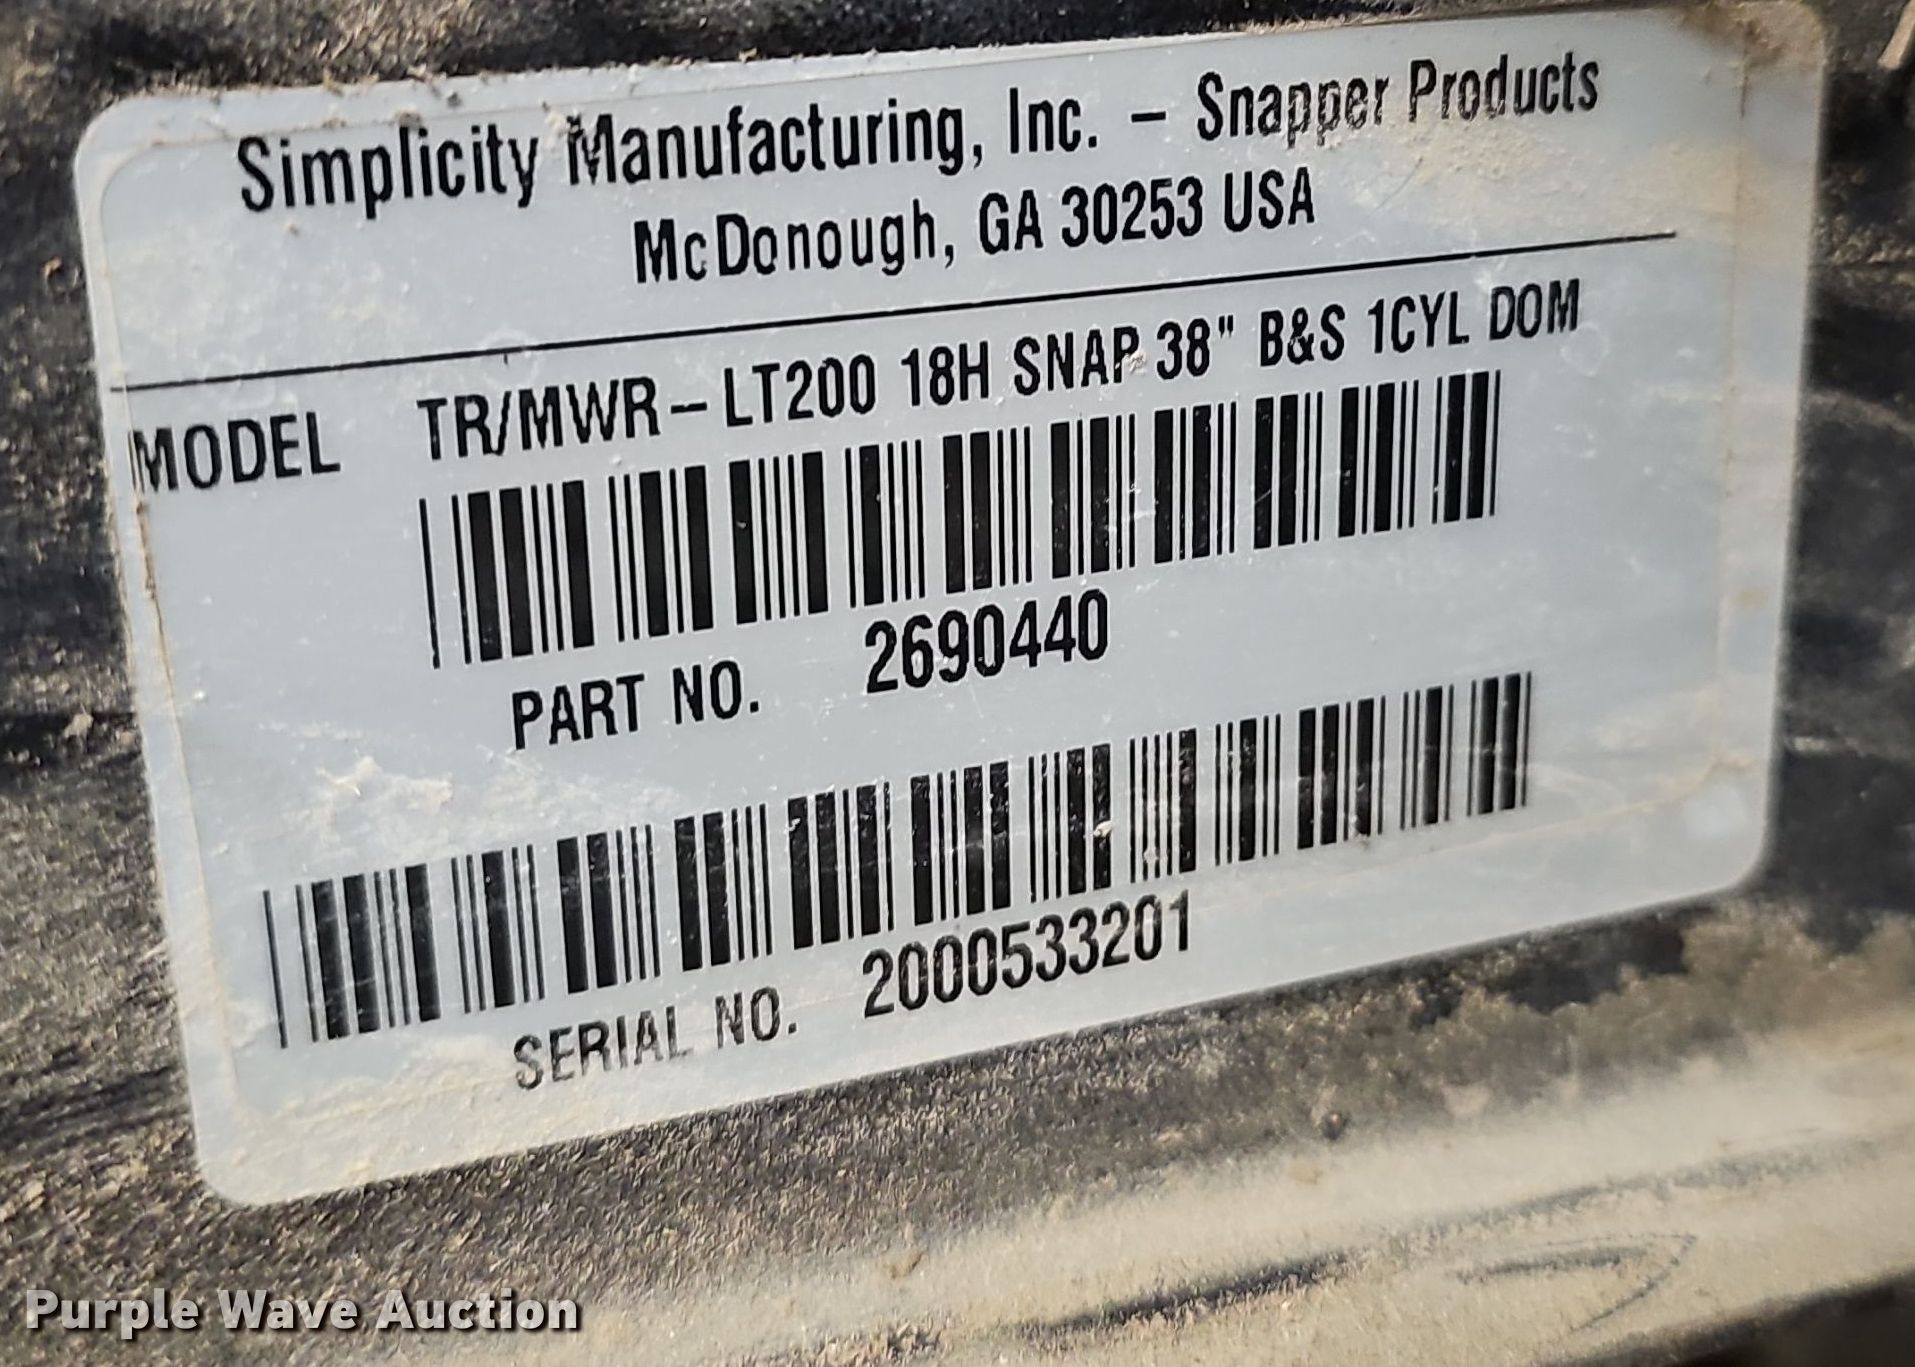 Simplicity Manufacturing, Inc. – Snapper Products
McDonough, GA 30253 USA
MODEL TR/MWR–LT200 18H SNAP 38" B&S 1CYL DOM
PART NO. 2690440
SERIAL NO. 2000533201
Purple Wave Auction